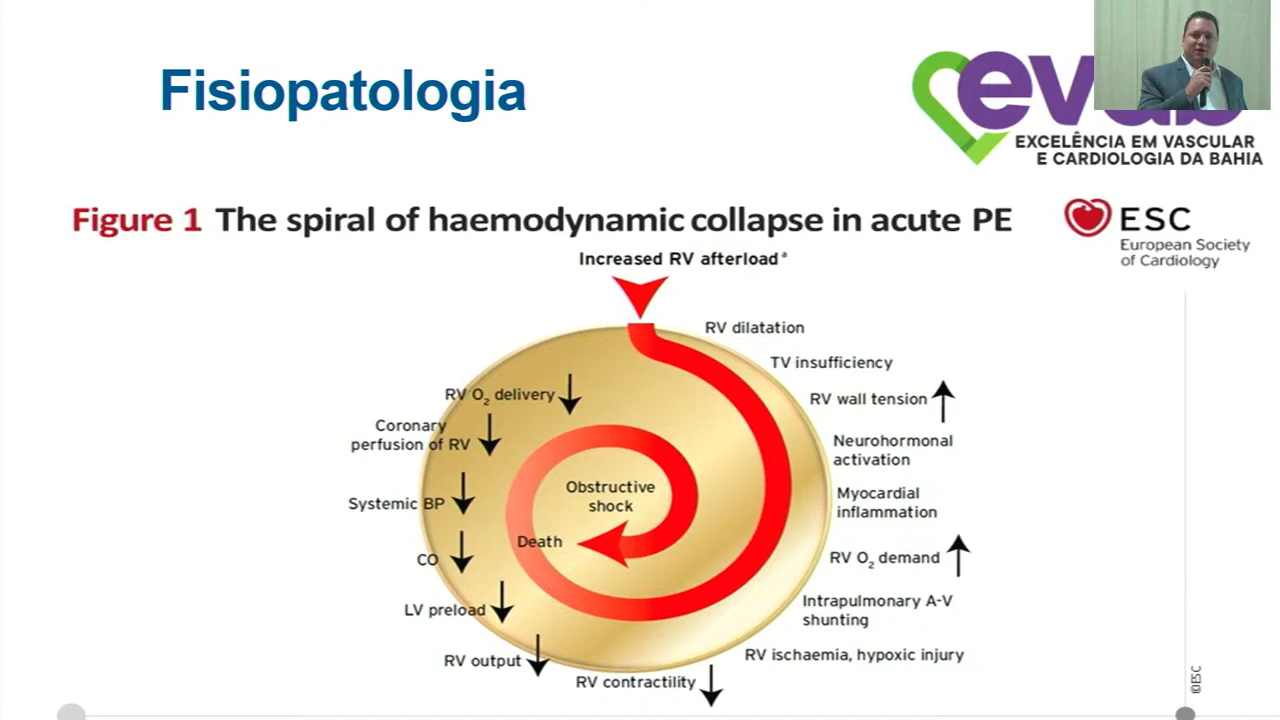 Fisiopatologia
ev
EXCELÊNCIA EM VASCULAR
E CARDIOLOGIA DA BAHIA
Figure 1 The spiral of haemodynamic collapse in acute PE
ESC
European Society
of Cardiology
Increased RV afterload a
RV dilatation
TV insufficiency
RV wall tension
Neurohormonal
activation
Myocardial
inflammation
RV O2 demand
Intrapulmonary A-V
shunting
RV ischaemia, hypoxic injury
RV contractility
RV output
LV preload
CO
Systemic BP
Coronary
perfusion of RV
RV O2 delivery
Obstructive
shock
Death
©ESC